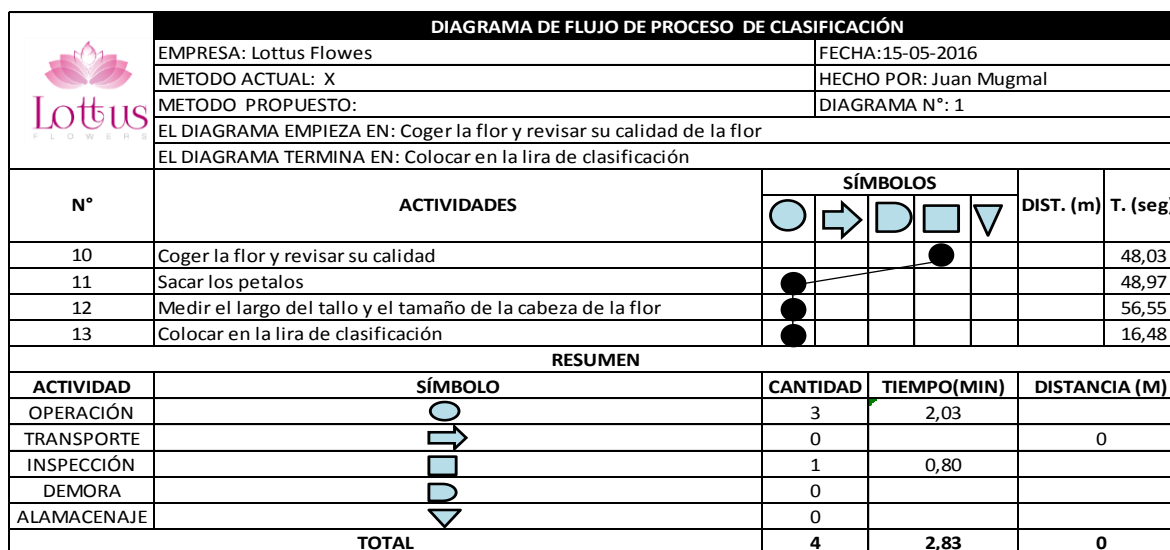 DIAGRAMA DE FLUJO DE PROCESO DE CLASIFICACIÓN
Lottus
FLOWERS
EMPRESA: Lottus Flowes FECHA:15-05-2016
METODO ACTUAL: X HECHO POR: Juan Mugmal
METODO PROPUESTO: DIAGRAMA N°: 1
EL DIAGRAMA EMPIEZA EN: Coger la flor y revisar su calidad de la flor
EL DIAGRAMA TERMINA EN: Colocar en la lira de clasificación
N° ACTIVIDADES SÍMBOLOS DIST. (m) T. (seg)
10 Coger la flor y revisar su calidad 48,03
11 Sacar los petalos 48,97
12 Medir el largo del tallo y el tamaño de la cabeza de la flor 56,55
13 Colocar en la lira de clasificación 16,48
RESUMEN
ACTIVIDAD SÍMBOLO CANTIDAD TIEMPO(MIN) DISTANCIA (M)
OPERACIÓN 3 2,03
TRANSPORTE 0 0
INSPECCIÓN 1 0,80
DEMORA 0
ALAMACENAJE 0
TOTAL 4 2,83 0